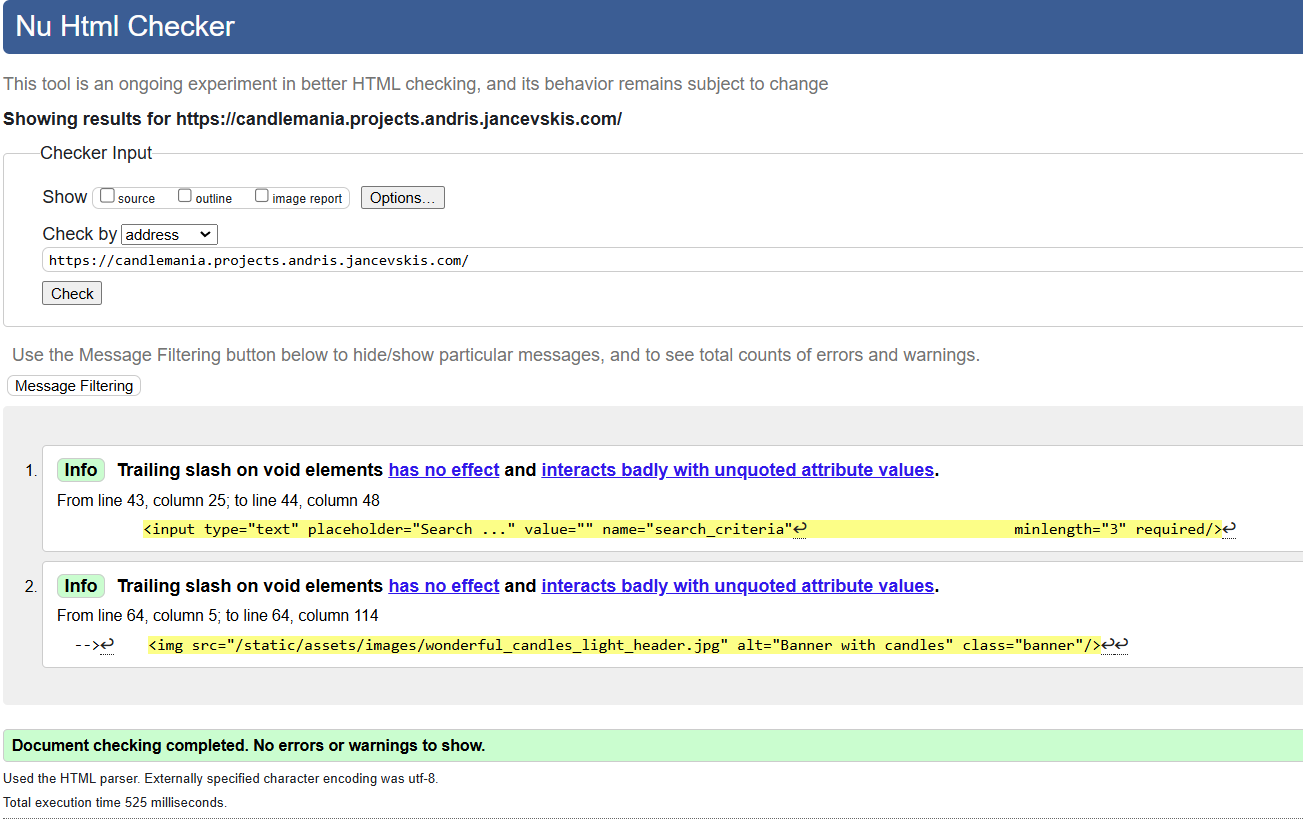 Nu Html Checker
This tool is an ongoing experiment in better HTML checking, and its behavior remains subject to change
Showing results for https://candlemania.projects.andris.jancevskis.com/
Checker Input
Show source outline image report Options...
Check by address
https://candlemania.projects.andris.jancevskis.com/
Check
Use the Message Filtering button below to hide/show particular messages, and to see total counts of errors and warnings.
Message Filtering
1. Info Trailing slash on void elements has no effect and interacts badly with unquoted attribute values.
From line 43, column 25; to line 44, column 48
<input type="text" placeholder="Search ..." value="" name="search_criteria"↩ minlength="3" required/>↩
2. Info Trailing slash on void elements has no effect and interacts badly with unquoted attribute values.
From line 64, column 5; to line 64, column 114
-->↩ <img src="/static/assets/images/wonderful_candles_light_header.jpg" alt="Banner with candles" class="banner"/>↩↩
Document checking completed. No errors or warnings to show.
Used the HTML parser. Externally specified character encoding was utf-8.
Total execution time 525 milliseconds.